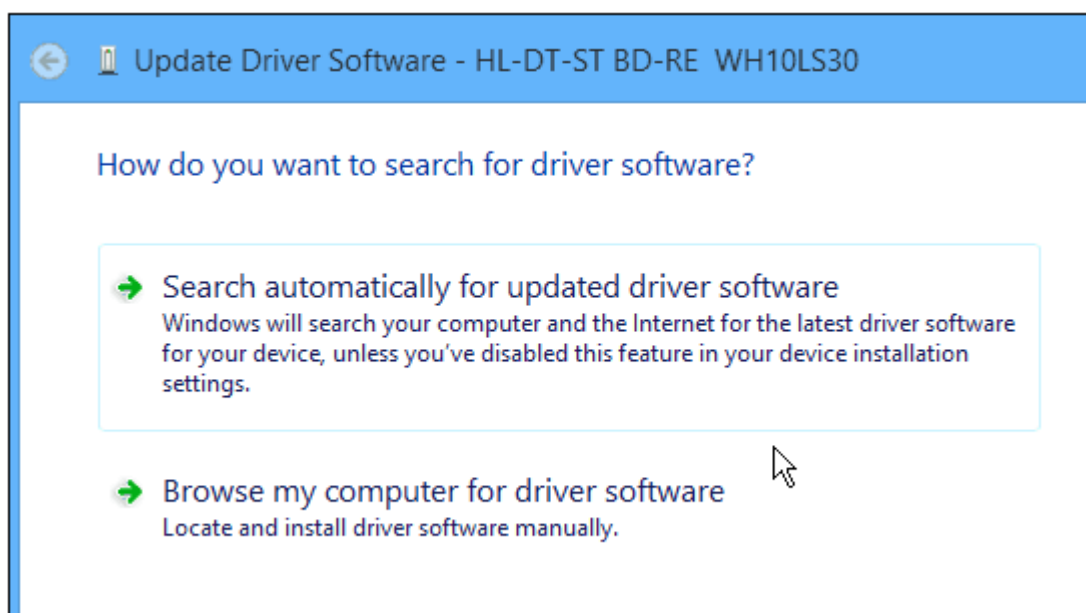 Update Driver Software - HL-DT-ST BD-RE  WH10LS30
How do you want to search for driver software?
Search automatically for updated driver software
Windows will search your computer and the Internet for the latest driver software
for your device, unless you've disabled this feature in your device installation
settings.
Browse my computer for driver software
Locate and install driver software manually.